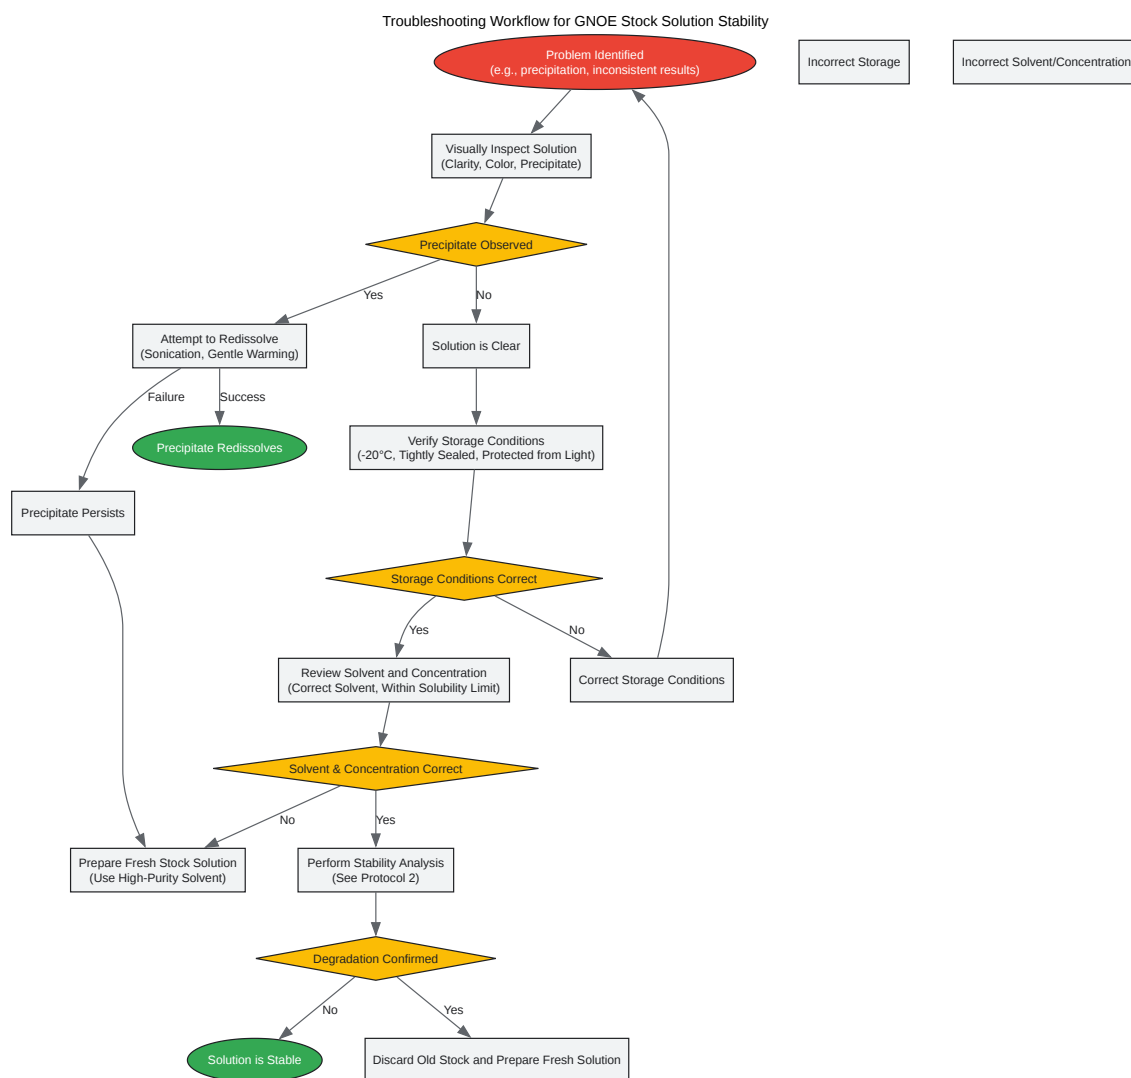 Troubleshooting Workflow for GNOE Stock Solution Stability
Problem Identified
(e.g., precipitation, inconsistent results)
Incorrect Storage
Incorrect Solvent/Concentration
Visually Inspect Solution
(Clarity, Color, Precipitate)
Precipitate Observed
Yes
No
Attempt to Redissolve
(Sonication, Gentle Warming)
Solution is Clear
Failure
Success
Precipitate Redissolves
Verify Storage Conditions
(-20°C, Tightly Sealed, Protected from Light)
Precipitate Persists
Storage Conditions Correct
Yes
No
Review Solvent and Concentration
(Correct Solvent, Within Solubility Limit)
Correct Storage Conditions
Solvent & Concentration Correct
No
Yes
Prepare Fresh Stock Solution
(Use High-Purity Solvent)
Perform Stability Analysis
(See Protocol 2)
Degradation Confirmed
No
Yes
Solution is Stable
Discard Old Stock and Prepare Fresh Solution